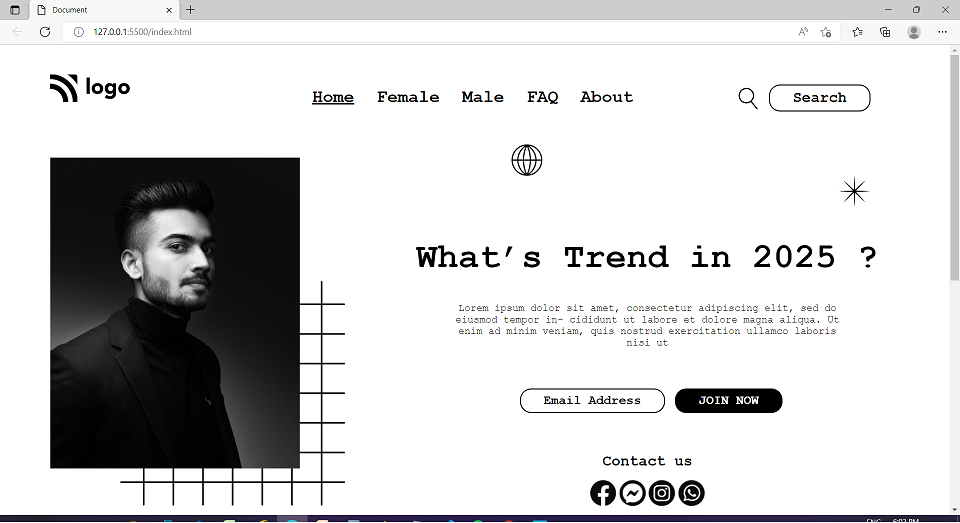 Document
127.0.0.1:5500/index.html
logo
Home Female Male FAQ About
Search
What's Trend in 2025 ?
Lorem ipsum dolor sit amet, consectetur adipiscing elit, sed do
eiusmod tempor in- cididunt ut labore et dolore magna aliqua. Ut
enim ad minim veniam, quis nostrud exercitation ullamco laboris
nisi ut
Email Address JOIN NOW
Contact us